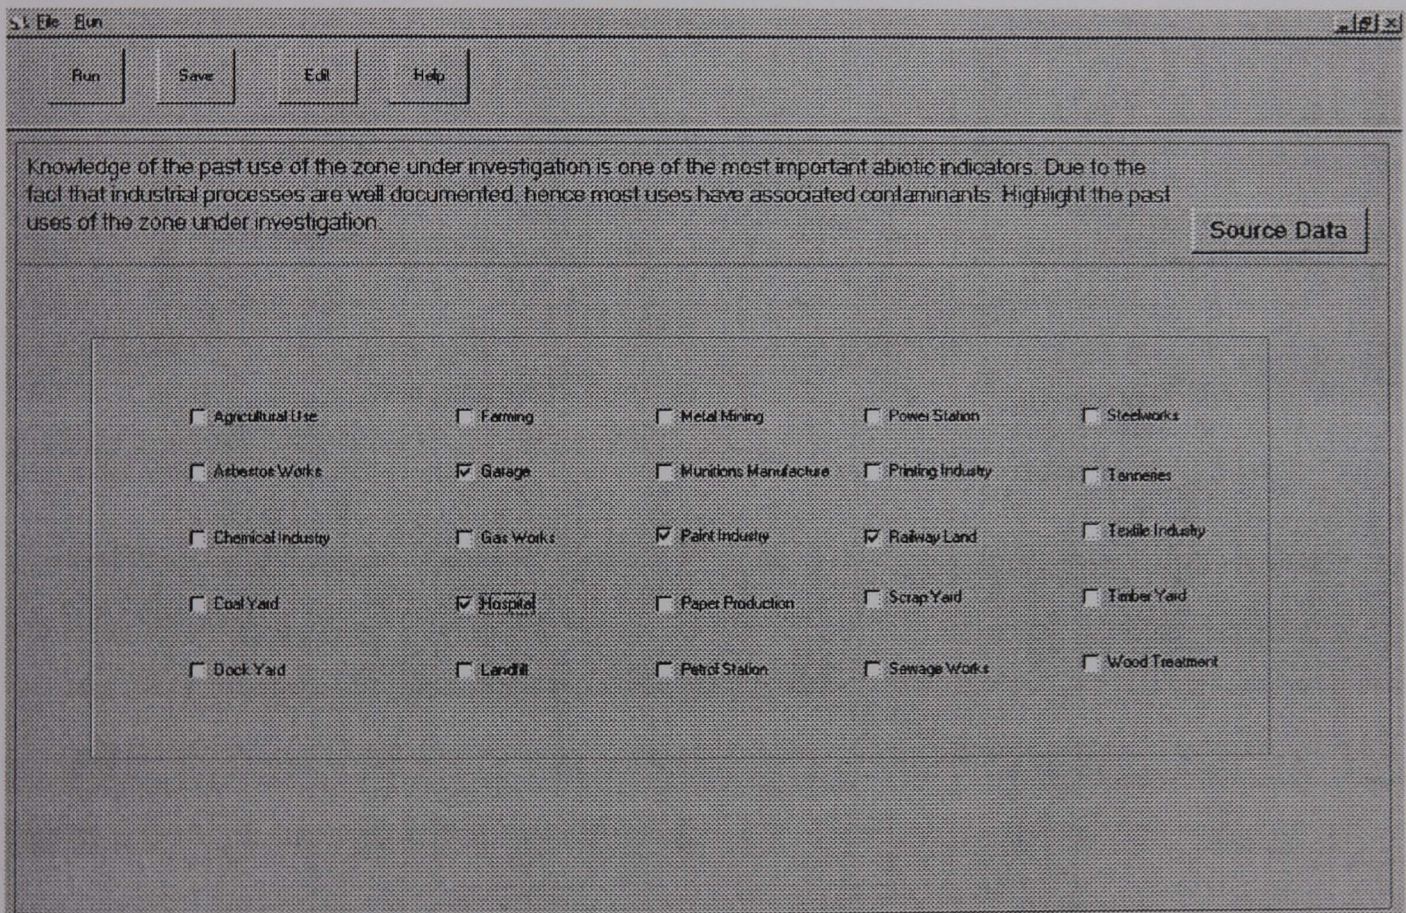 File Run
Run Save Edit Help
Knowledge of the past use of the zone under investigation is one of the most important abiotic indicators. Due to the
fact that industrial processes are well documented, hence most uses have associated contaminants. Highlight the past
uses of the zone under investigation.
Source Data
Agricultural Use Farming Metal Mining Power Station Steelworks
Asbestos Works Garage Munitions Manufacture Printing Industry Tanneries
Chemical Industry Gas Works Paint Industry Railway Land Textile Industry
Coal Yard Hospital Paper Production Scrap Yard Timber Yard
Dock Yard Landfill Petrol Station Sewage Works Wood Treatment